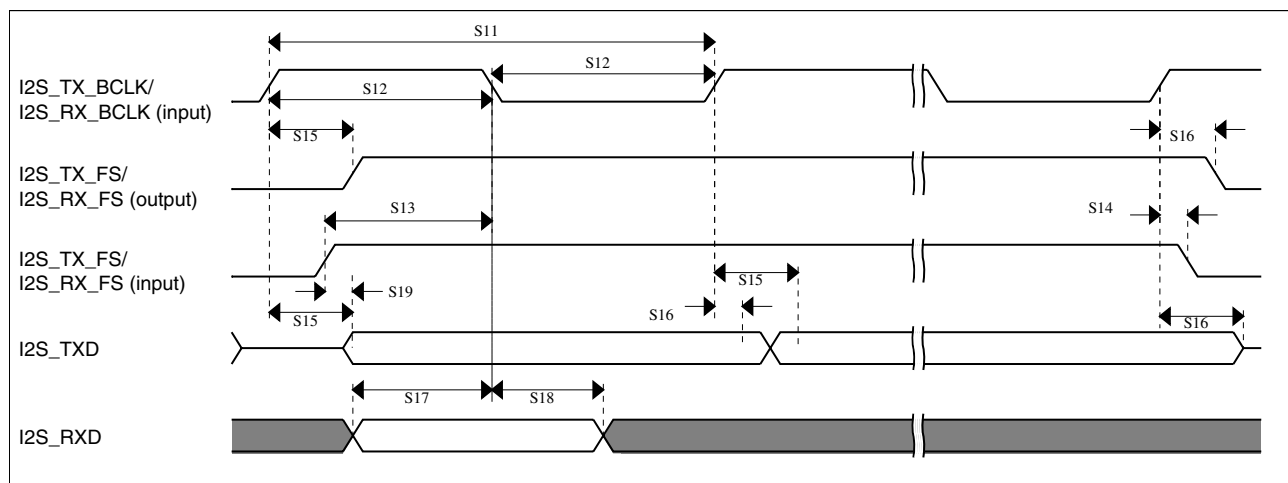 S11
I2S_TX_BCLK/
I2S_RX_BCLK (input)
S12
S12
S15
S16
I2S_TX_FS/
I2S_RX_FS (output)
S13
S14
I2S_TX_FS/
I2S_RX_FS (input)
S19
S15
S15
S16
S16
I2S_TXD
S17
S18
I2S_RXD